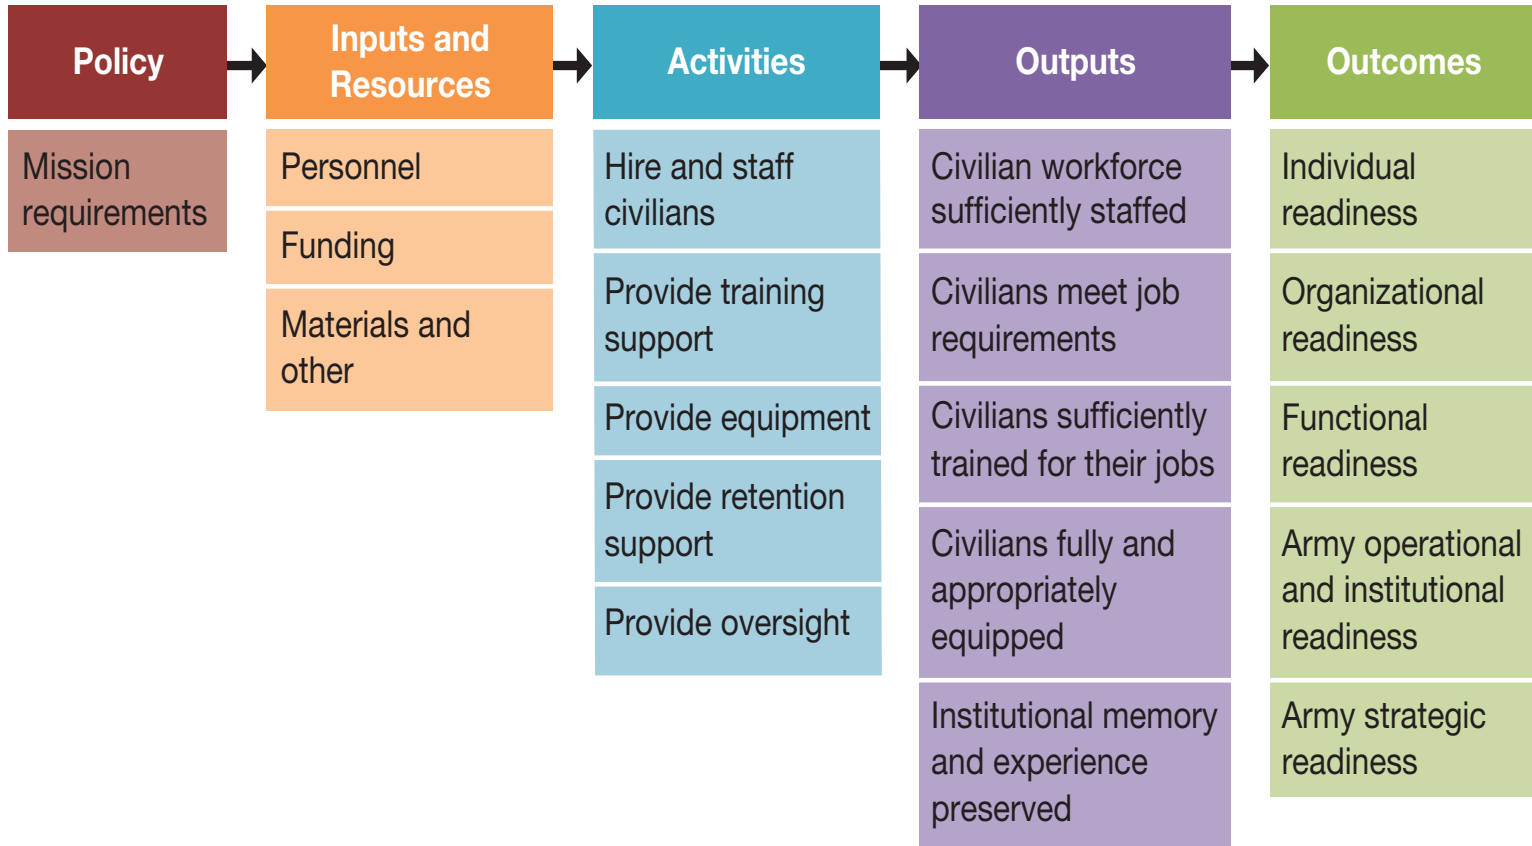 Policy
Inputs and
Resources
Activities
Outputs
Outcomes
Mission
requirements
Personnel
Funding
Materials and
other
Hire and staff
civilians
Provide training
support
Provide equipment
Provide retention
support
Provide oversight
Civilian workforce
sufficiently staffed
Civilians meet job
requirements
Civilians sufficiently
trained for their jobs
Civilians fully and
appropriately
equipped
Institutional memory
and experience
preserved
Individual
readiness
Organizational
readiness
Functional
readiness
Army operational
and institutional
readiness
Army strategic
readiness